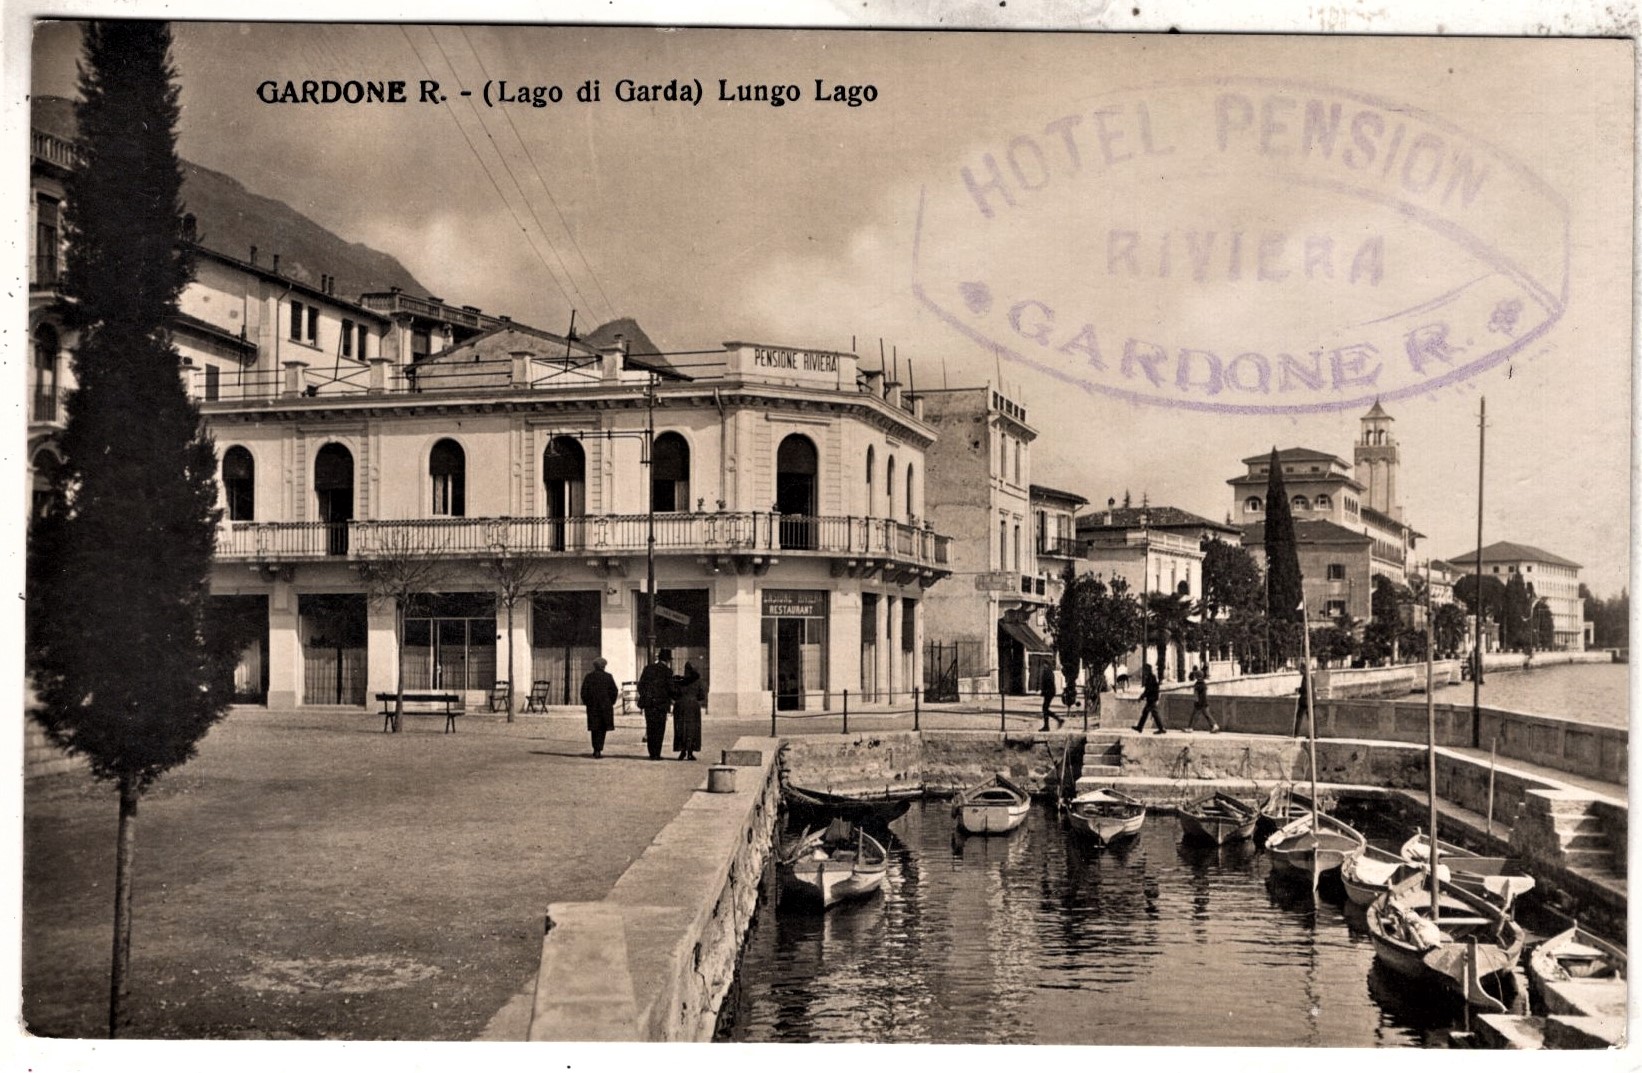 GARDONE R. - (Lago di Garda) Lungo Lago
HOTEL PENSION
RIVIERA
GARDONE R.
PENSIONE RIVIERA
RESTAURANT